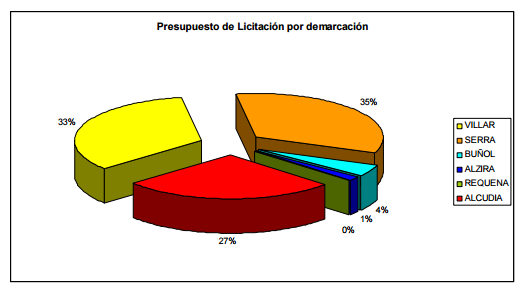 Presupuesto de Licitación por demarcación
33%
35%
VILLAR
SERRA
BUÑOL
ALZIRA
REQUENA
ALCUDIA
4%
1%
0%
27%